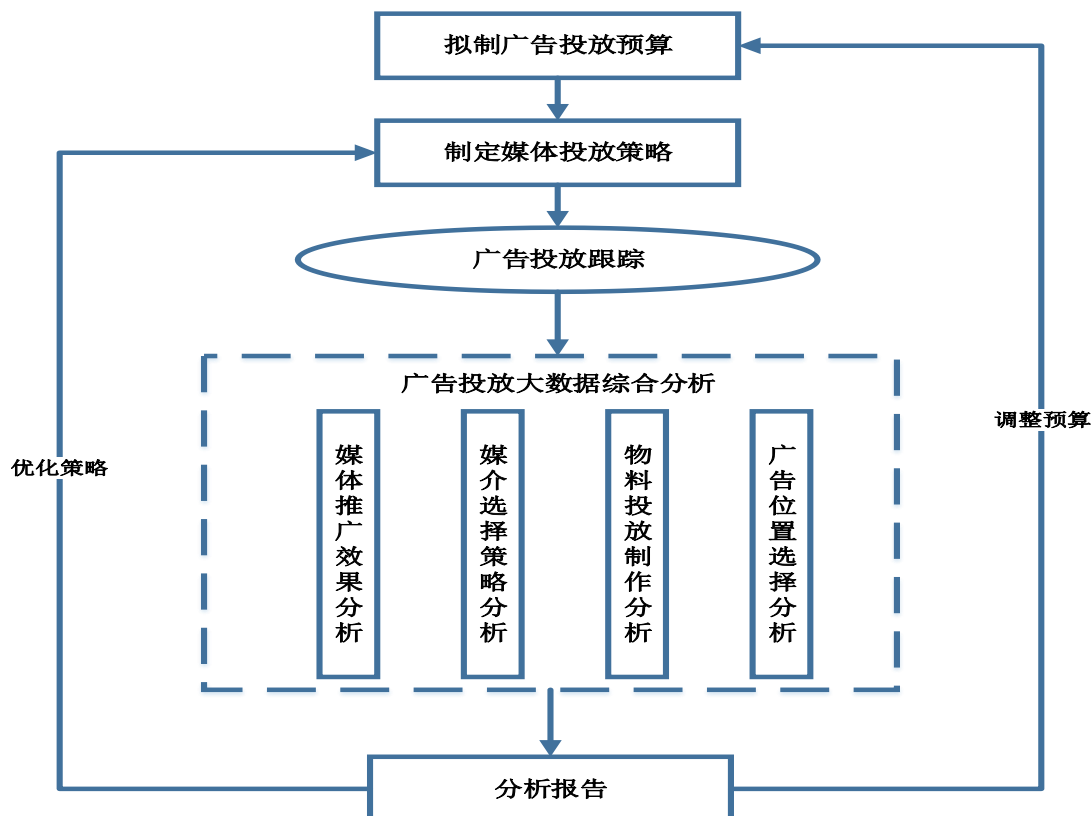 拟制广告投放预算
制定媒体投放策略
广告投放跟踪
广告投放大数据综合分析
媒体推广效果分析
媒介选择策略分析
物料投放制作分析
广告位置选择分析
优化策略
调整预算
分析报告